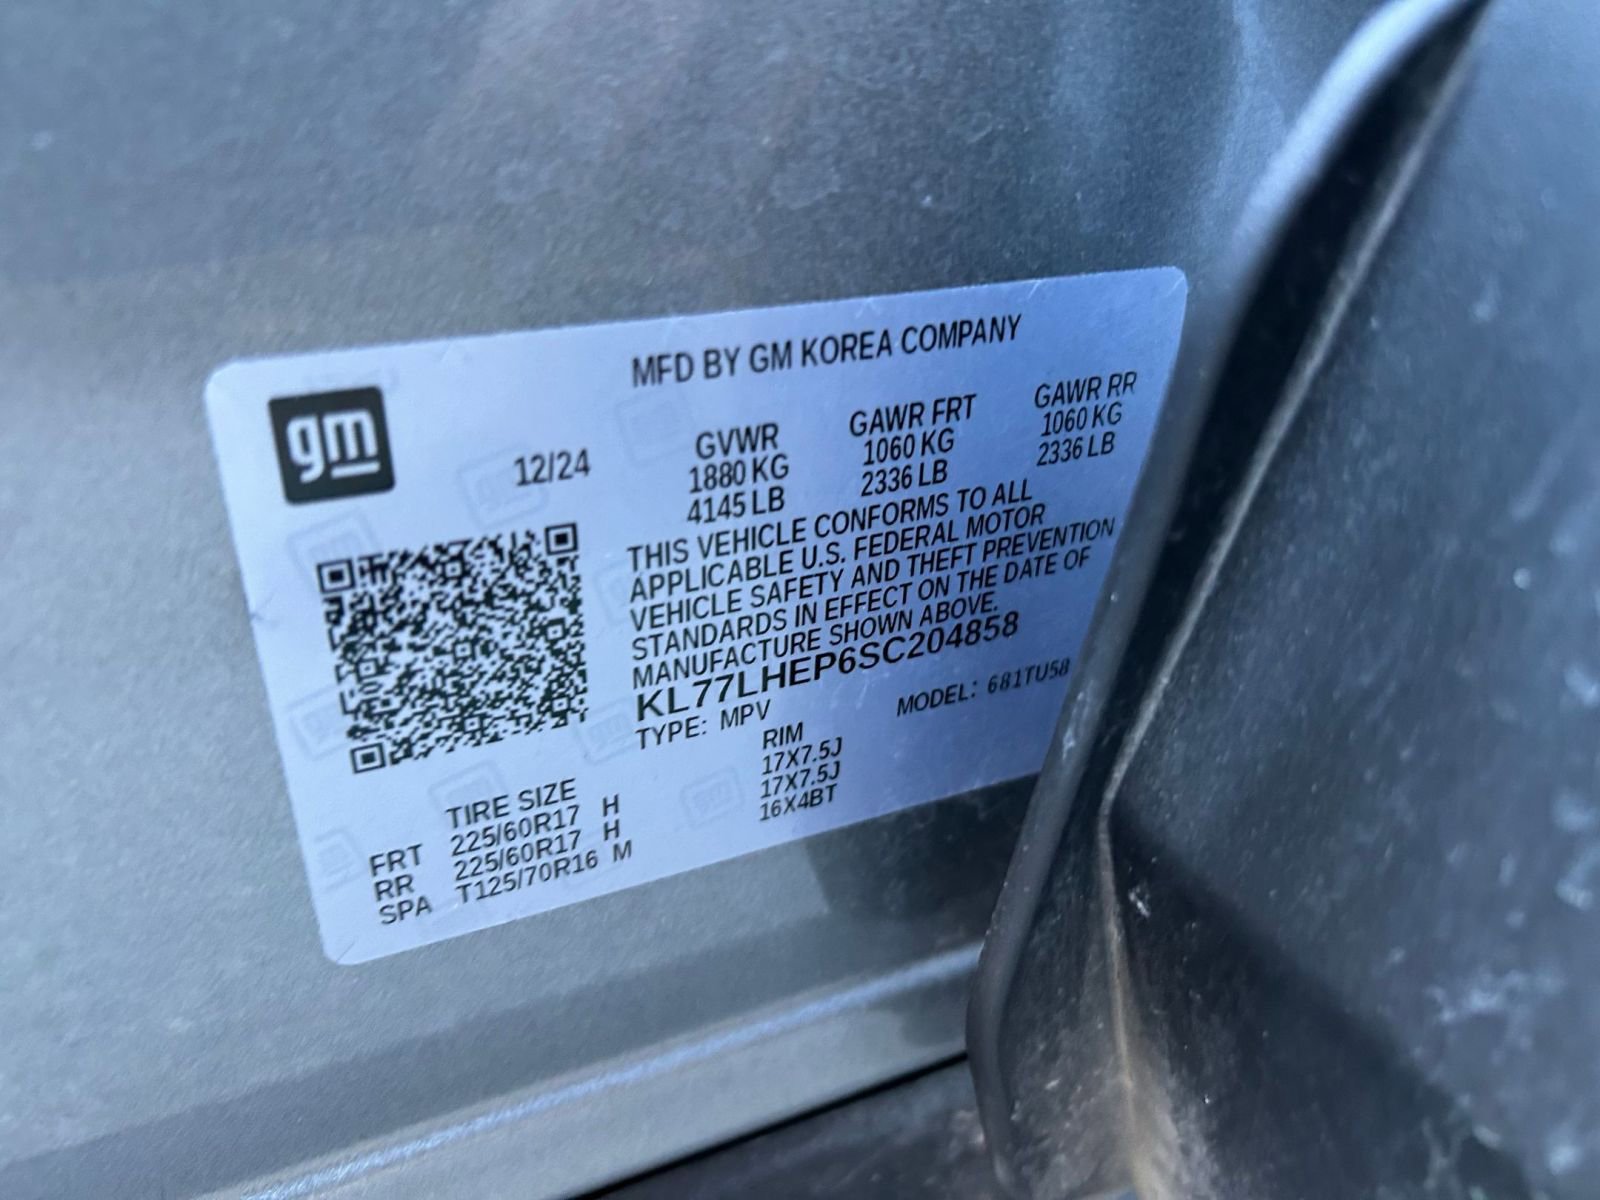 MFD BY GM KOREA COMPANY
gm
12/24
GVWR
1880 KG
4145 LB
GAWR FRT
1060 KG
2336 LB
GAWR RR
1060 KG
2336 LB
THIS VEHICLE CONFORMS TO ALL
APPLICABLE U.S. FEDERAL MOTOR
VEHICLE SAFETY AND THEFT PREVENTION
STANDARDS IN EFFECT ON THE DATE OF
MANUFACTURE SHOWN ABOVE.
KL77LHEP6SC204858
TYPE: MPV MODEL: 681TU58
TIRE SIZE RIM
FRT 225/60R17 H 17X7.5J
RR 225/60R17 H 17X7.5J
SPA T125/70R16 M 16X4BT